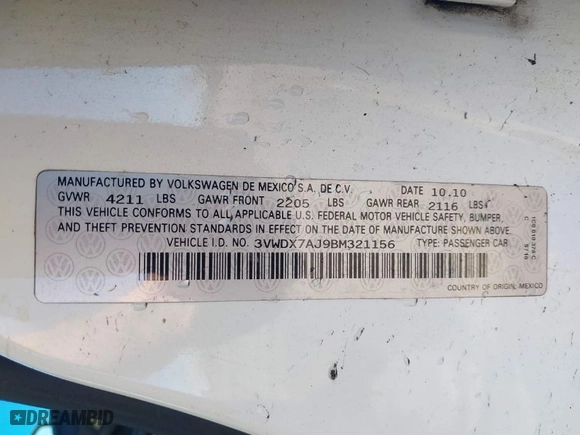 MANUFACTURED BY VOLKSWAGEN DE MEXICO S.A. DE C.V. DATE 10.10
GVWR 4211 LBS GAWR FRONT 2205 LBS GAWR REAR 2116 LBS
THIS VEHICLE CONFORMS TO ALL APPLICABLE U.S. FEDERAL MOTOR VEHICLE SAFETY, BUMPER,
AND THEFT PREVENTION STANDARDS IN EFFECT ON THE DATE OF MANUFACTURE SHOWN ABOVE.
VEHICLE I.D. NO. 3VWDX7AJ9BM321156 TYPE: PASSENGER CAR
COUNTRY OF ORIGIN: MEXICO
DREAMBID